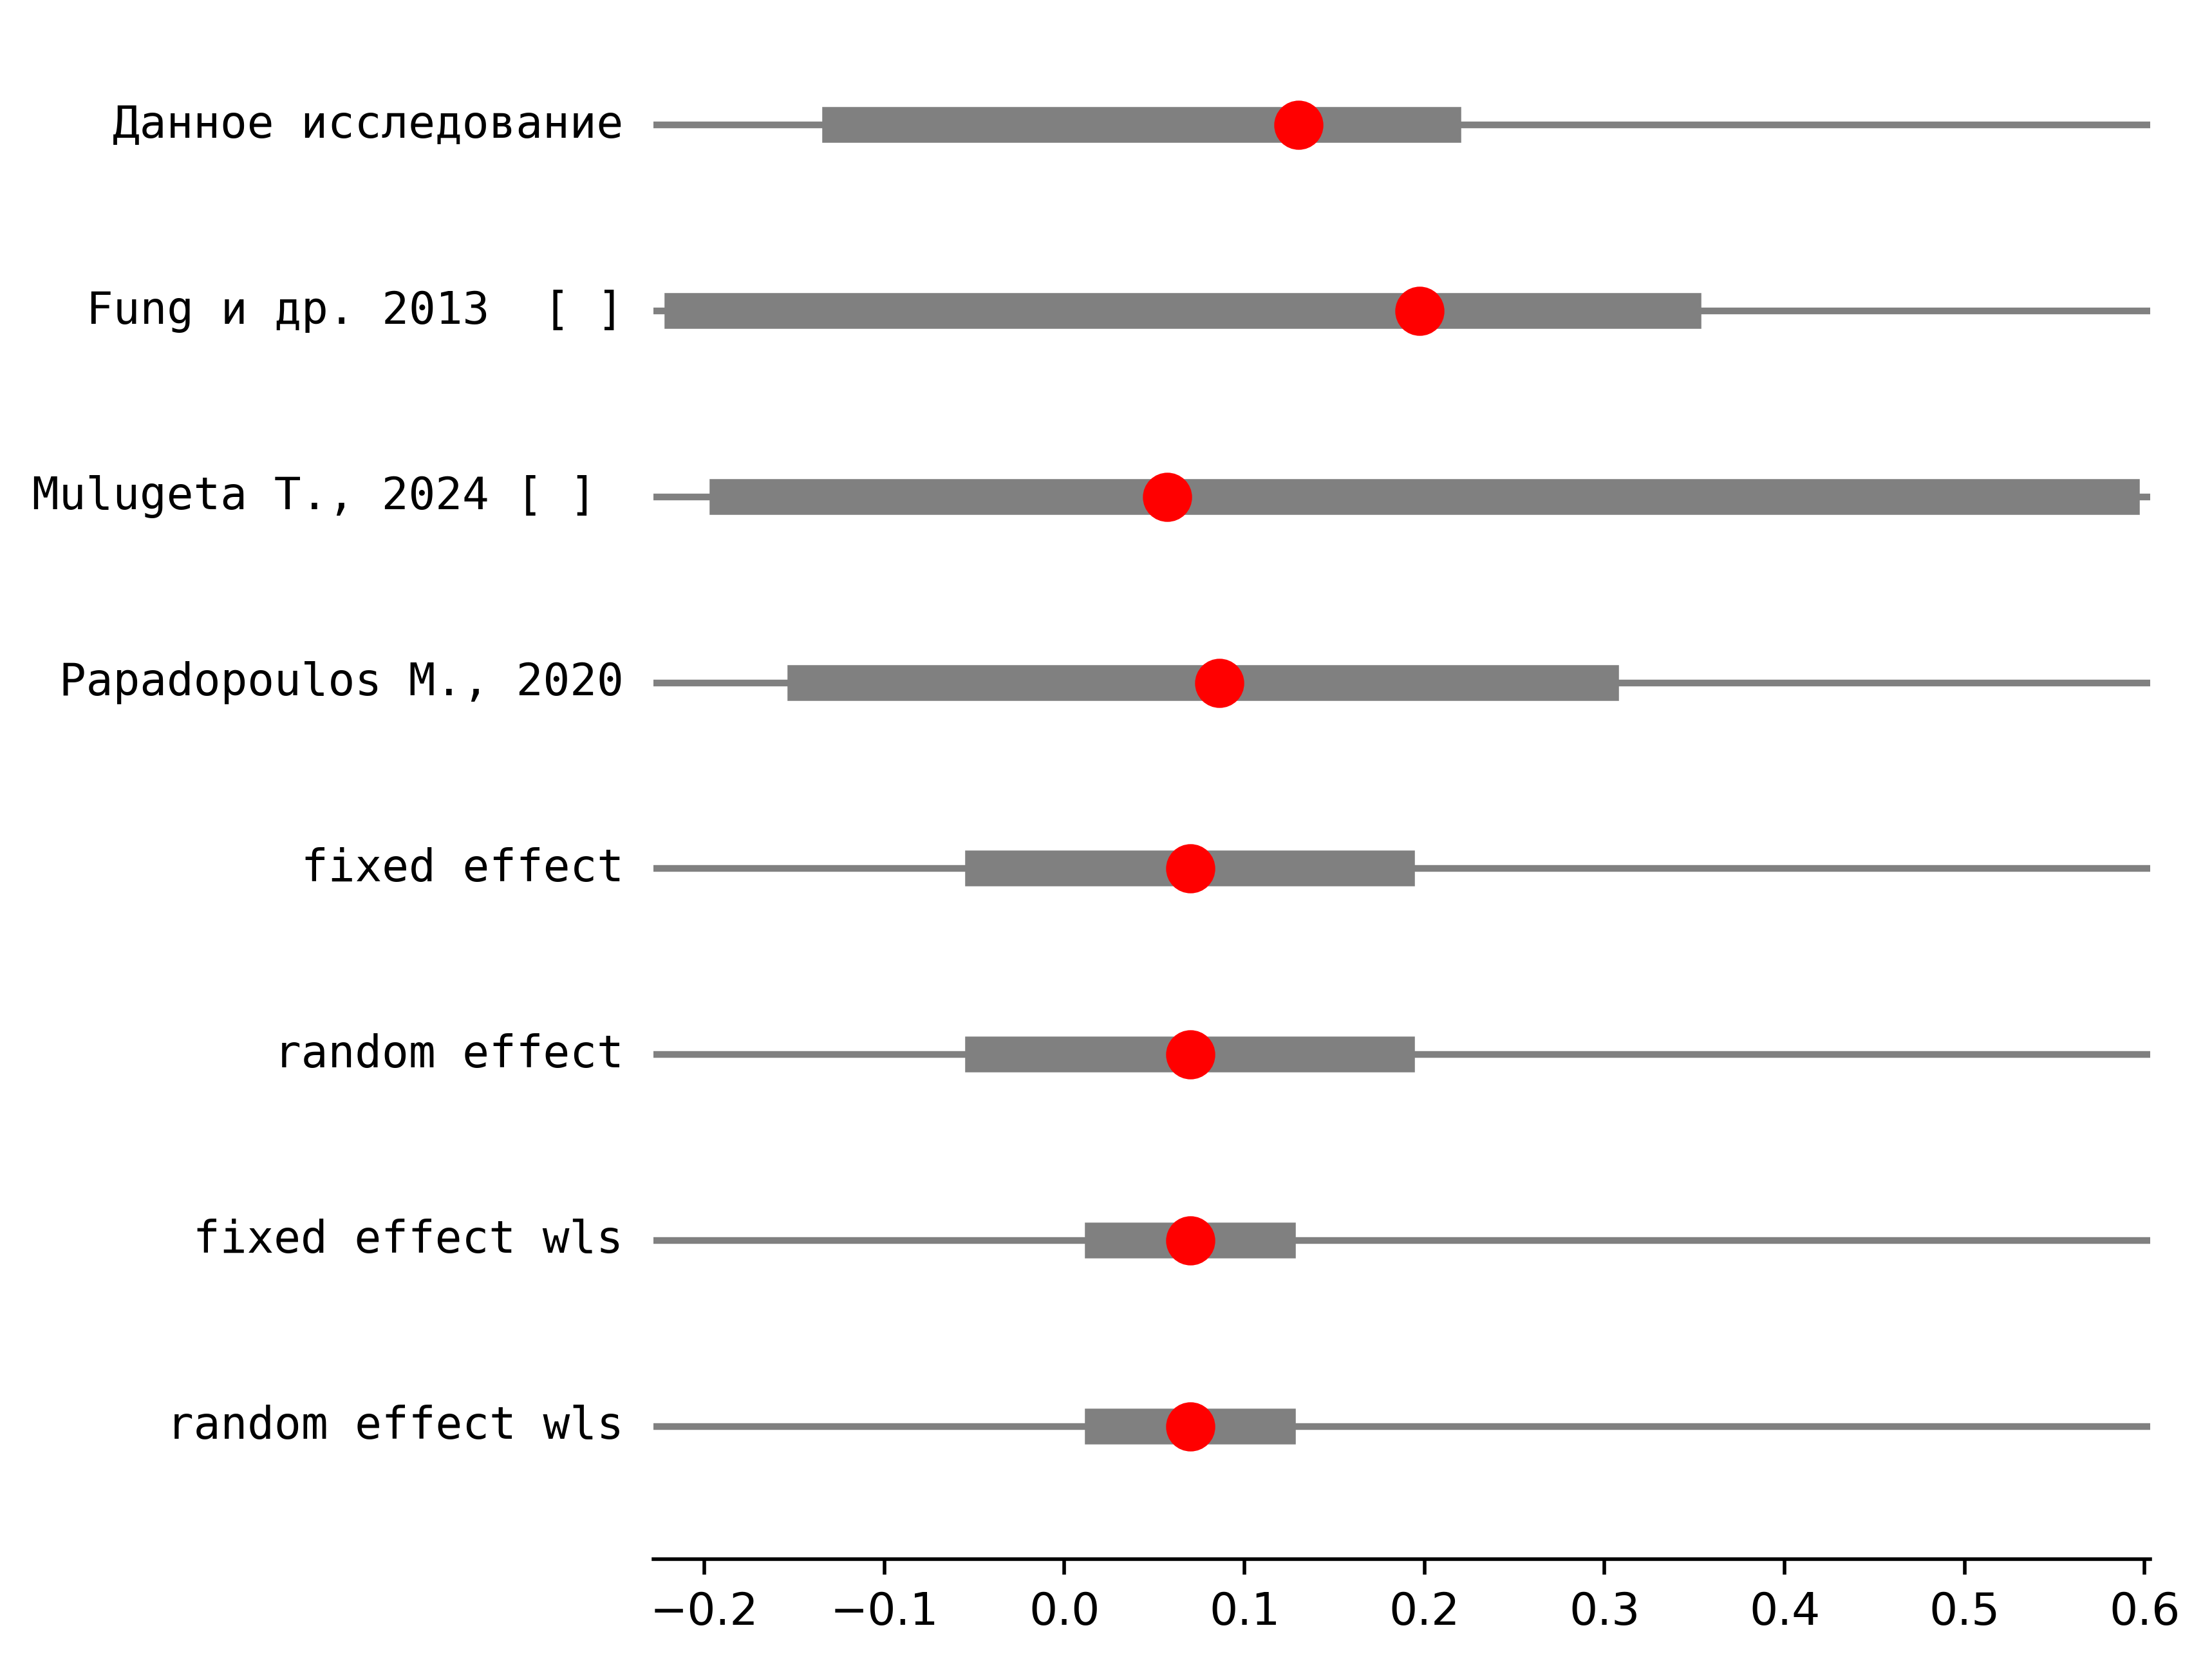 Данное исследование
Fung и др. 2013  [ ]
Mulugeta T., 2024 [ ]
Papadopoulos M., 2020
fixed effect
random effect
fixed effect wls
random effect wls
−0.2 −0.1 0.0 0.1 0.2 0.3 0.4 0.5 0.6